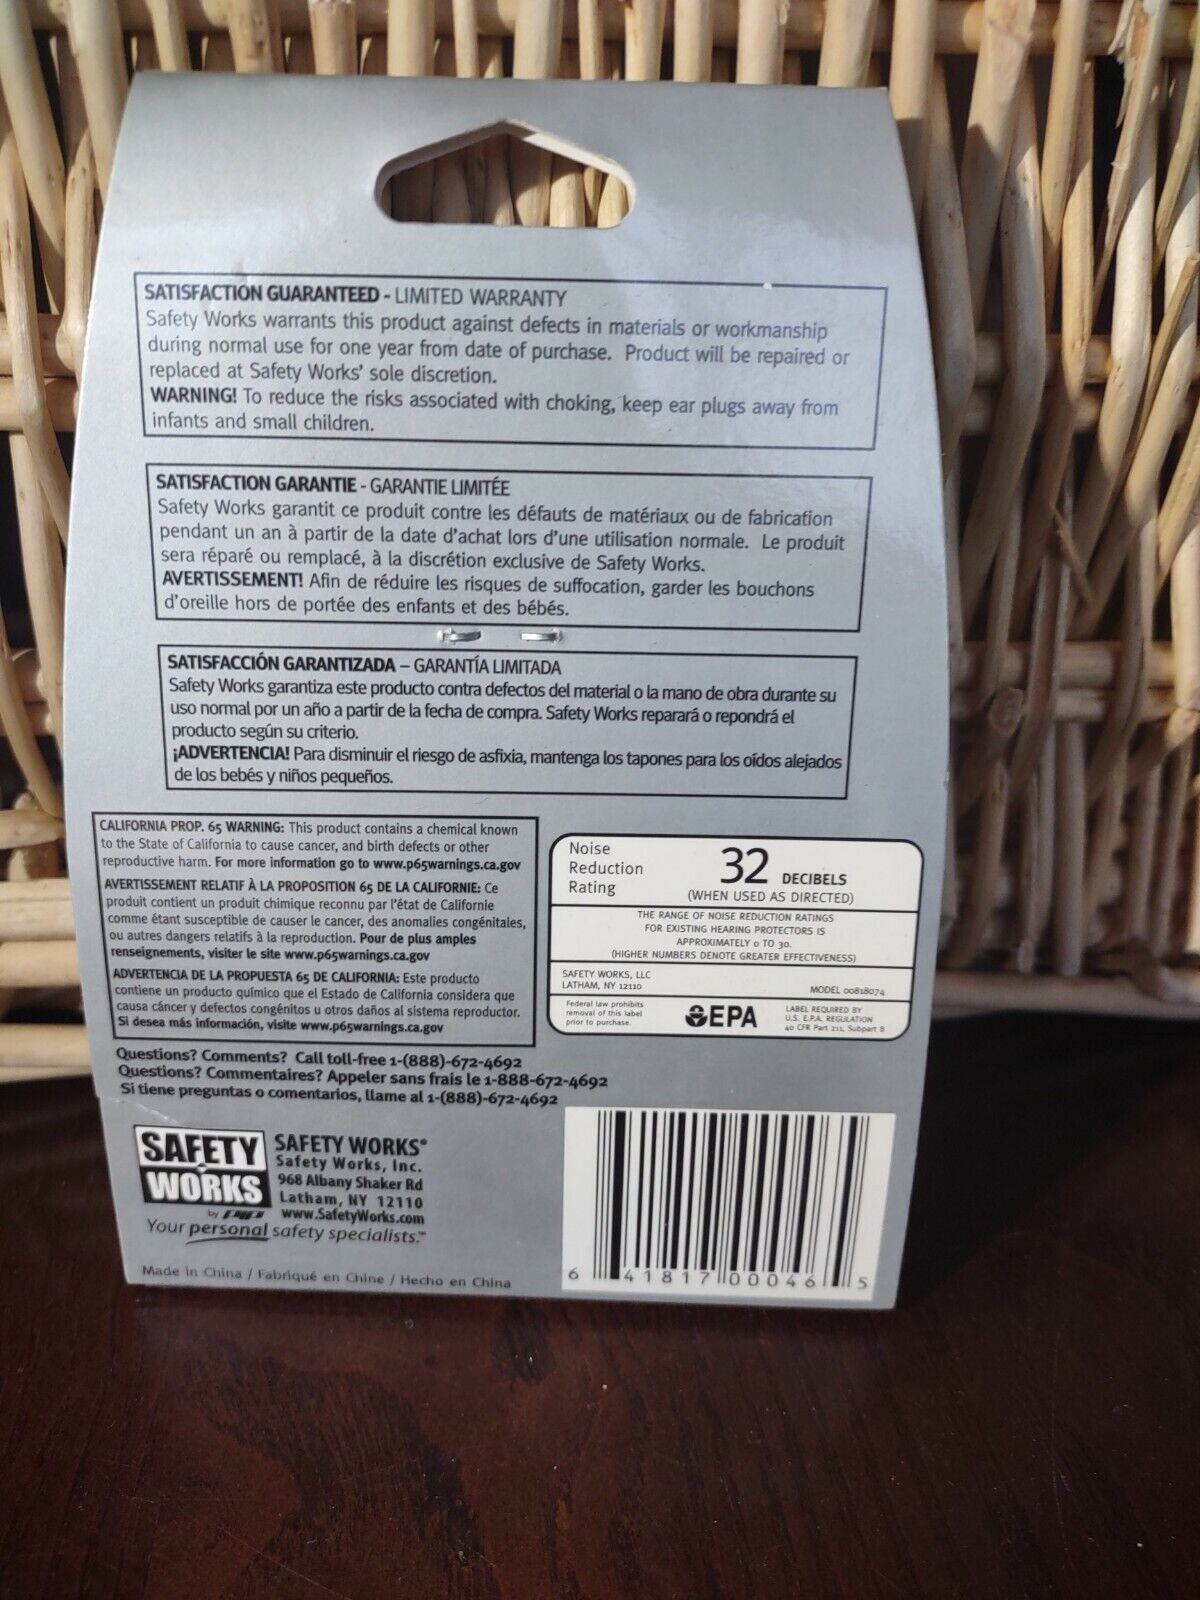 SATISFACTION GUARANTEED - LIMITED WARRANTY
Safety Works warrants this product against defects in materials or workmanship
during normal use for one year from date of purchase. Product will be repaired or
replaced at Safety Works' sole discretion.
WARNING! To reduce the risks associated with choking, keep ear plugs away from
infants and small children.
SATISFACTION GARANTIE - GARANTIE LIMITÉE
Safety Works garantit ce produit contre les défauts de matériaux ou de fabrication
pendant un an à partir de la date d'achat lors d'une utilisation normale. Le produit
sera réparé ou remplacé, à la discrétion exclusive de Safety Works.
AVERTISSEMENT! Afin de réduire les risques de suffocation, garder les bouchons
d'oreille hors de portée des enfants et des bébés.
SATISFACCIÓN GARANTIZADA – GARANTÍA LIMITADA
Safety Works garantiza este producto contra defectos del material o la mano de obra durante su
uso normal por un año a partir de la fecha de compra. Safety Works reparará o repondrá el
producto según su criterio.
¡ADVERTENCIA! Para disminuir el riesgo de asfixia, mantenga los tapones para los oídos alejados
de los bebés y niños pequeños.
CALIFORNIA PROP. 65 WARNING: This product contains a chemical known
to the State of California to cause cancer, and birth defects or other
reproductive harm. For more information go to www.p65warnings.ca.gov
AVERTISSEMENT RELATIF À LA PROPOSITION 65 DE LA CALIFORNIE: Ce
produit contient un produit chimique reconnu par l'état de Californie
comme étant susceptible de causer le cancer, des anomalies congénitales,
ou autres dangers relatifs à la reproduction. Pour de plus amples
renseignements, visiter le site www.p65warnings.ca.gov
ADVERTENCIA DE LA PROPUESTA 65 DE CALIFORNIA: Este producto
contiene un producto químico que el Estado de California considera que
causa cáncer y defectos congénitos u otros daños al sistema reproductor.
Si desea más información, visite www.p65warnings.ca.gov
Noise
Reduction
Rating
32 DECIBELS
(WHEN USED AS DIRECTED)
THE RANGE OF NOISE REDUCTION RATINGS
FOR EXISTING HEARING PROTECTORS IS
APPROXIMATELY 0 TO 30.
(HIGHER NUMBERS DENOTE GREATER EFFECTIVENESS)
SAFETY WORKS, LLC
LATHAM, NY 12110
MODEL 00818074
Federal law prohibits
removal of this label
prior to purchase.
EPA
LABEL REQUIRED BY
U.S. E.P.A. REGULATION
40 CFR Part 211, Subpart B
Questions? Comments? Call toll-free 1-(888)-672-4692
Questions? Commentaires? Appeler sans frais le 1-888-672-4692
Si tiene preguntas o comentarios, llame al 1-(888)-672-4692
SAFETY
WORKS
by PIP
SAFETY WORKS®
Safety Works, Inc.
968 Albany Shaker Rd
Latham, NY 12110
www.SafetyWorks.com
Your personal safety specialists.™
Made in China / Fabriqué en Chine / Hecho en China
6 41817 00046 5